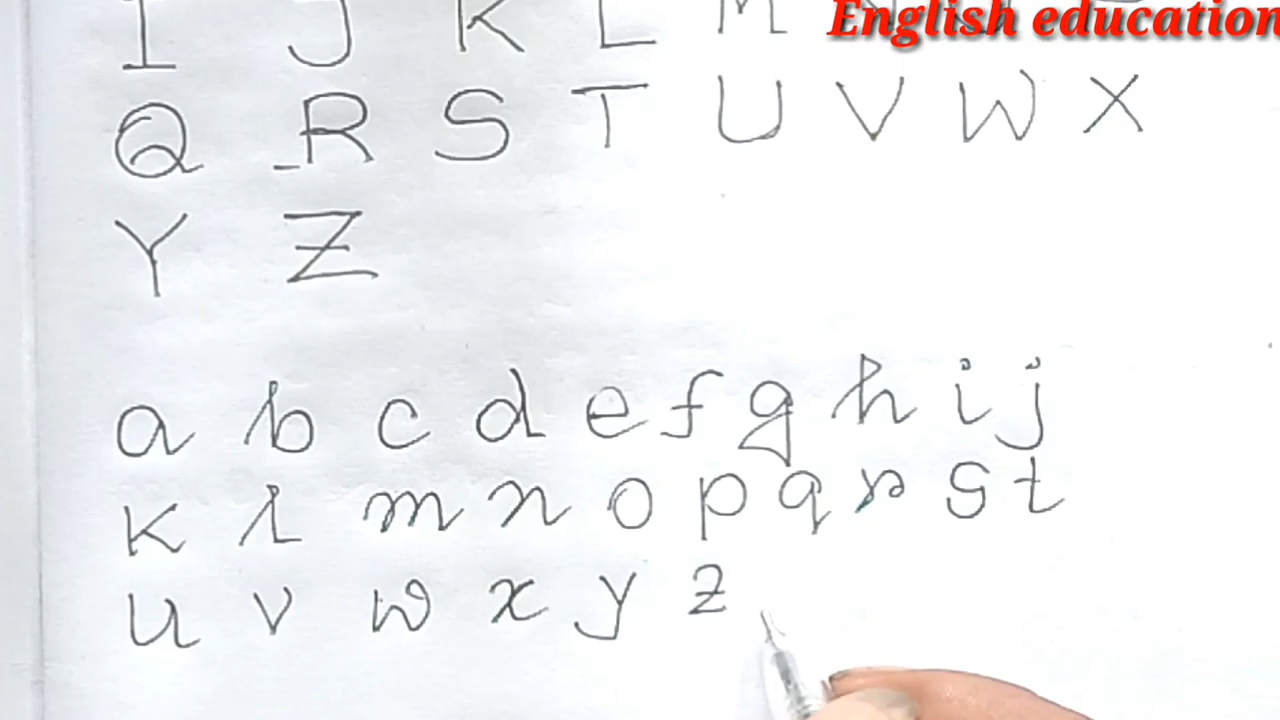 I J K L M N
English education
Q R S T U V W X
Y Z
a b c d e f g h i j
k l m n o p q r s t
u v w x y z